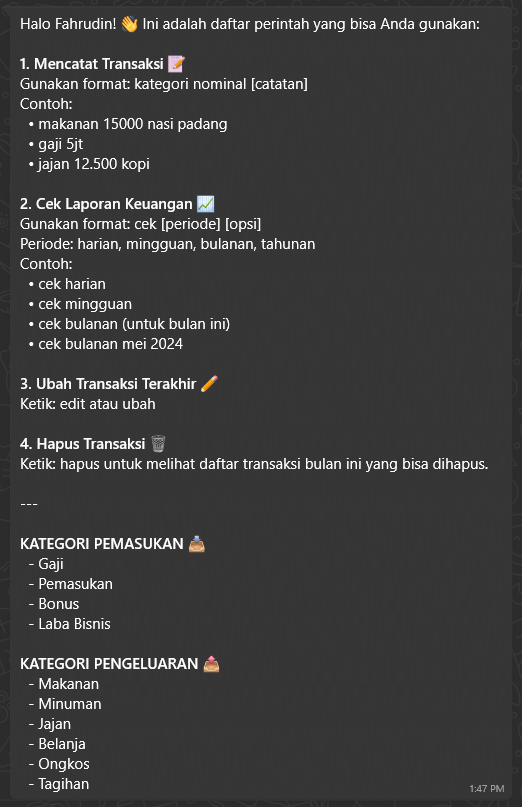 Halo Fahrudin! 👋 Ini adalah daftar perintah yang bisa Anda gunakan:
1. Mencatat Transaksi 📝
Gunakan format: kategori nominal [catatan]
Contoh:
• makanan 15000 nasi padang
• gaji 5jt
• jajan 12.500 kopi
2. Cek Laporan Keuangan 📈
Gunakan format: cek [periode] [opsi]
Periode: harian, mingguan, bulanan, tahunan
Contoh:
• cek harian
• cek mingguan
• cek bulanan (untuk bulan ini)
• cek bulanan mei 2024
3. Ubah Transaksi Terakhir ✏️
Ketik: edit atau ubah
4. Hapus Transaksi 🗑️
Ketik: hapus untuk melihat daftar transaksi bulan ini yang bisa dihapus.
---
KATEGORI PEMASUKAN 📥
- Gaji
- Pemasukan
- Bonus
- Laba Bisnis
KATEGORI PENGELUARAN 📤
- Makanan
- Minuman
- Jajan
- Belanja
- Ongkos
- Tagihan
1:47 PM